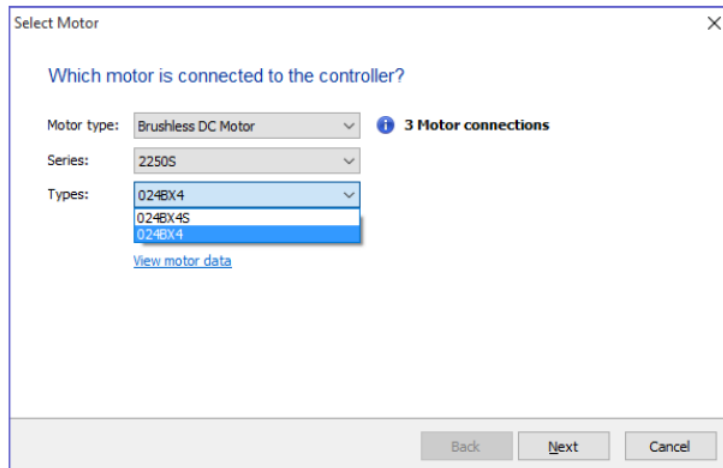 Select Motor
Which motor is connected to the controller?
Motor type: Brushless DC Motor 3 Motor connections
Series: 2250S
Types: 024BX4
024BX4S
024BX4
View motor data
Back Next Cancel